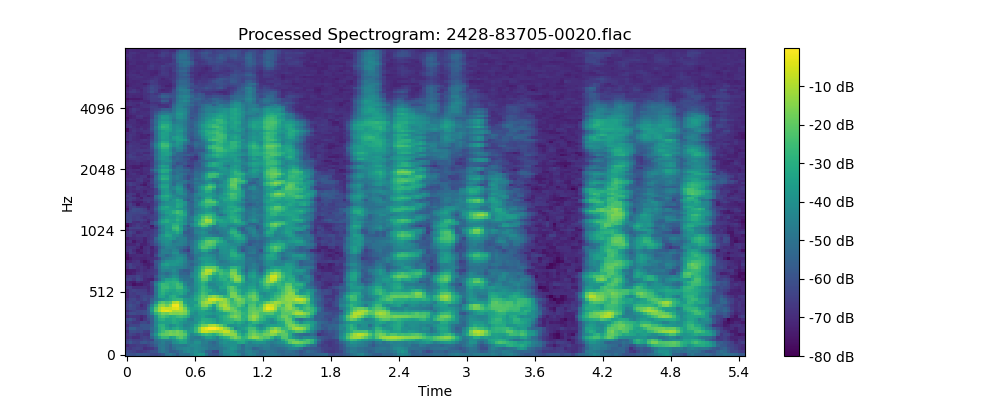 Processed Spectrogram: 2428-83705-0020.flac
Hz
4096
2048
1024
512
0
0 0.6 1.2 1.8 2.4 3 3.6 4.2 4.8 5.4
Time
-10 dB
-20 dB
-30 dB
-40 dB
-50 dB
-60 dB
-70 dB
-80 dB